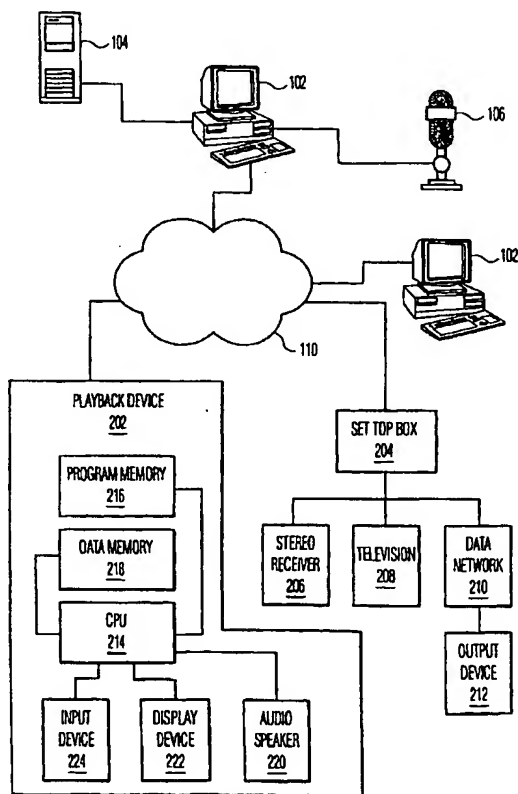 104
102
106
102
110
PLAYBACK DEVICE
202
PROGRAM MEMORY
216
DATA MEMORY
218
CPU
214
INPUT
DEVICE
224
DISPLAY
DEVICE
222
AUDIO
SPEAKER
220
SET TOP BOX
204
STEREO
RECEIVER
206
TELEVISION
208
DATA
NETWORK
210
OUTPUT
DEVICE
212